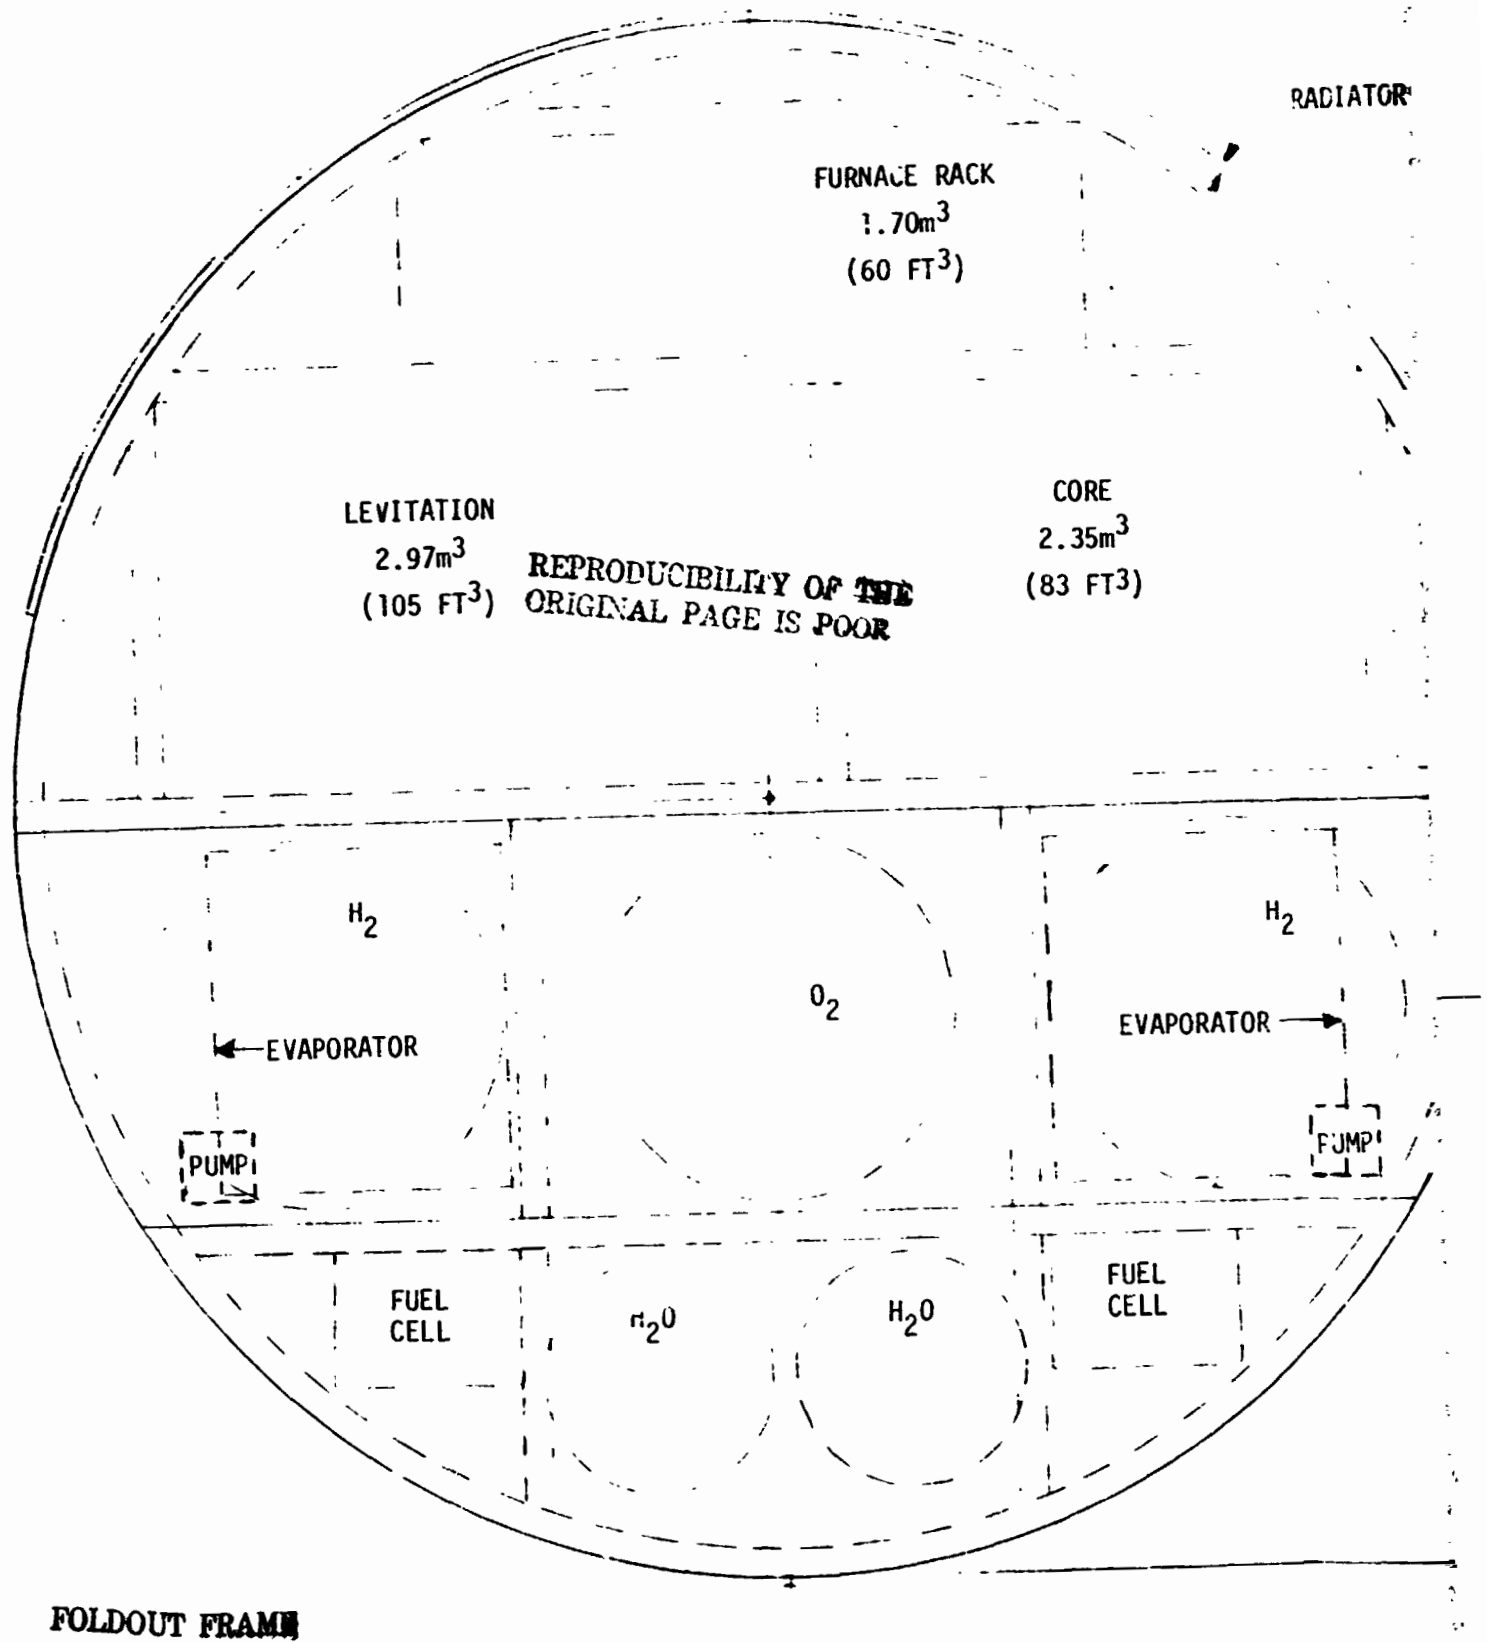 RADIATOR
FURNACE RACK
1.70m³
(60 FT³)
LEVITATION
2.97m³
(105 FT³)
CORE
2.35m³
(83 FT³)
REPRODUCIBILITY OF THE
ORIGINAL PAGE IS POOR
H₂
H₂
O₂
EVAPORATOR
EVAPORATOR
PUMP
PUMP
FUEL
CELL
H₂O
H₂O
FUEL
CELL
FOLDOUT FRAME